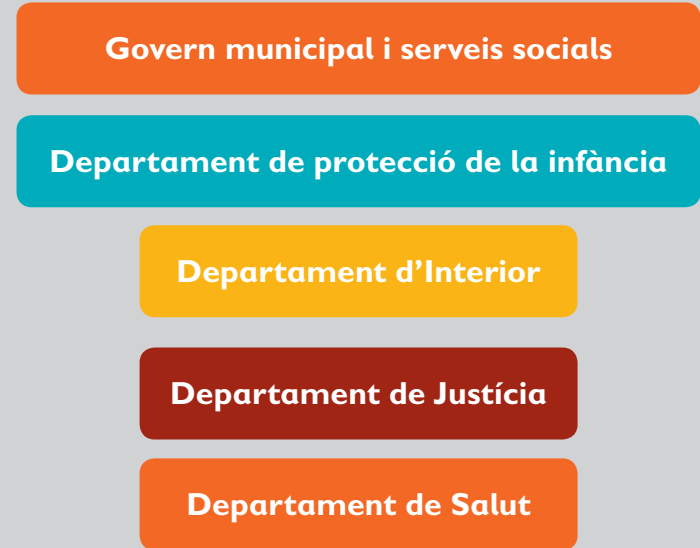 Govern municipal i serveis socials
Departament de protecció de la infància
Departament d’Interior
Departament de Justícia
Departament de Salut